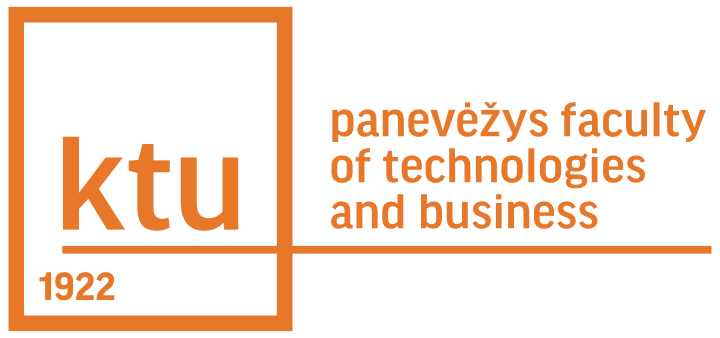 ktu
1922
panevėžys faculty
of technologies
and business